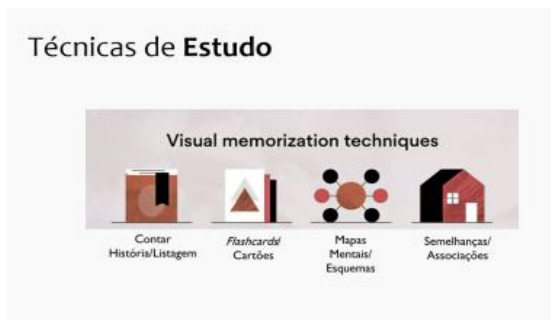 Técnicas de Estudo
Visual memorization techniques
Contar
História/Listagem
Flashcards/
Cartões
Mapas
Mentais/
Esquemas
Semelhanças/
Associações